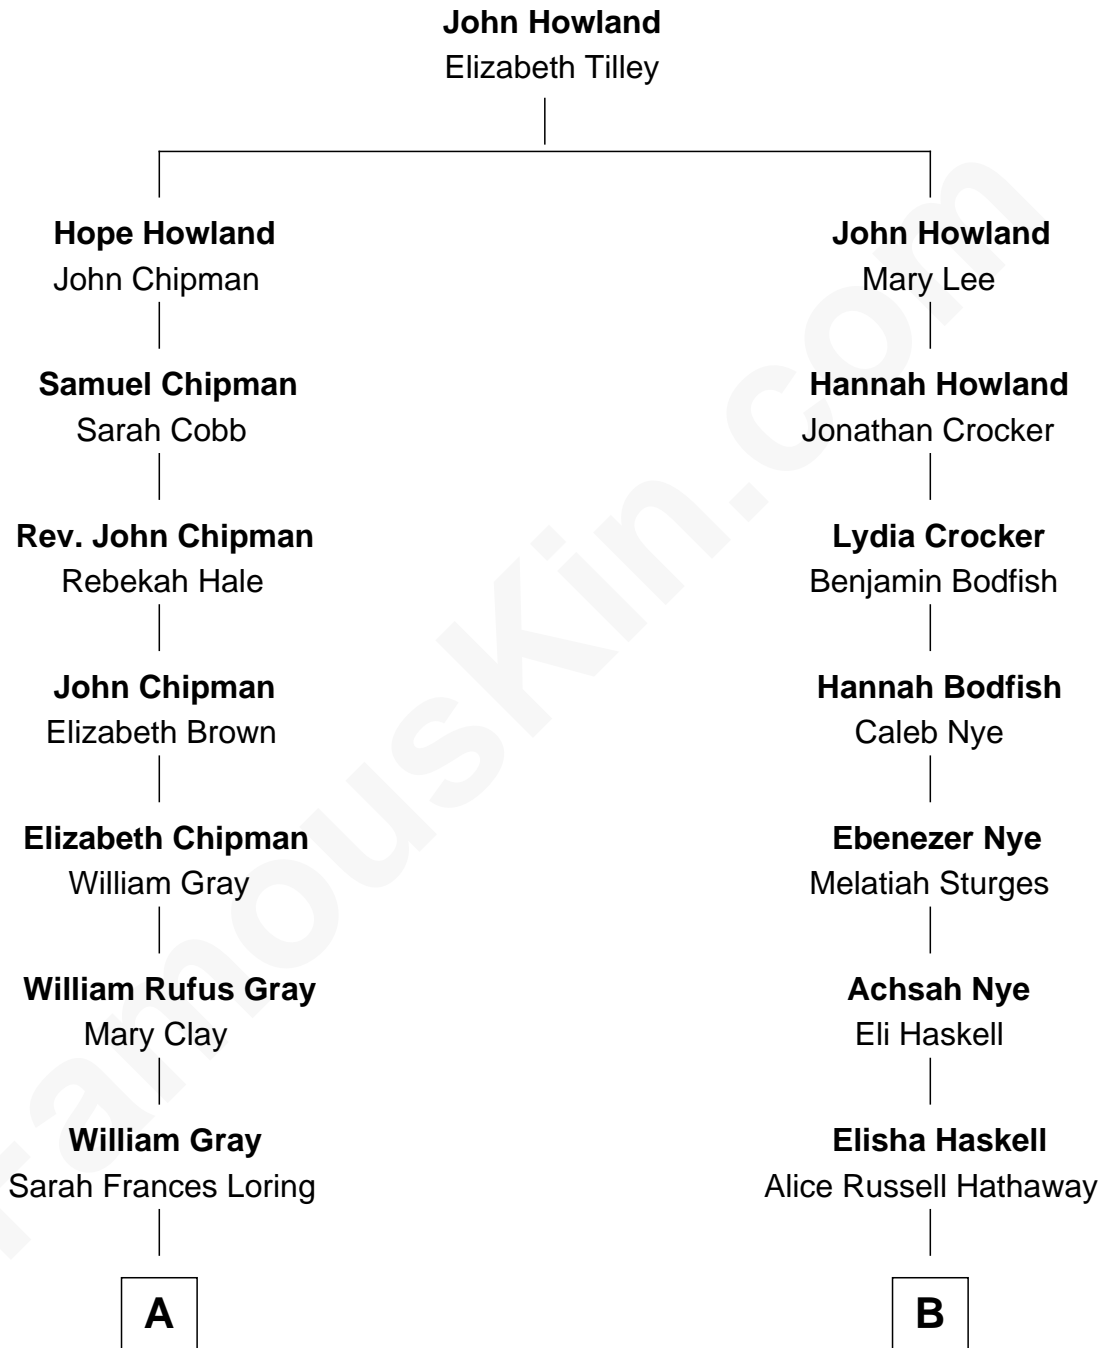 John Howland
Elizabeth Tilley
Hope Howland
John Chipman
John Howland
Mary Lee
Samuel Chipman
Sarah Cobb
Hannah Howland
Jonathan Crocker
Rev. John Chipman
Rebekah Hale
Lydia Crocker
Benjamin Bodfish
John Chipman
Elizabeth Brown
Hannah Bodfish
Caleb Nye
Elizabeth Chipman
William Gray
Ebenezer Nye
Melatiah Sturges
William Rufus Gray
Mary Clay
Achsah Nye
Eli Haskell
William Gray
Sarah Frances Loring
Elisha Haskell
Alice Russell Hathaway
A
B
FamousKin.com